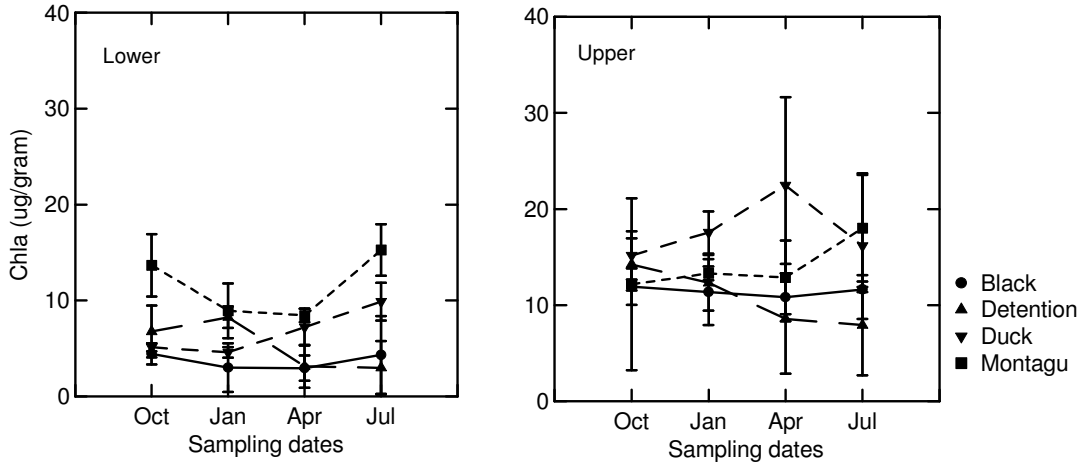 Lower
Chla (ug/gram)
40
30
20
10
0
Oct Jan Apr Jul
Sampling dates
Upper
40
30
20
10
0
Oct Jan Apr Jul
Sampling dates
Black
Detention
Duck
Montagu